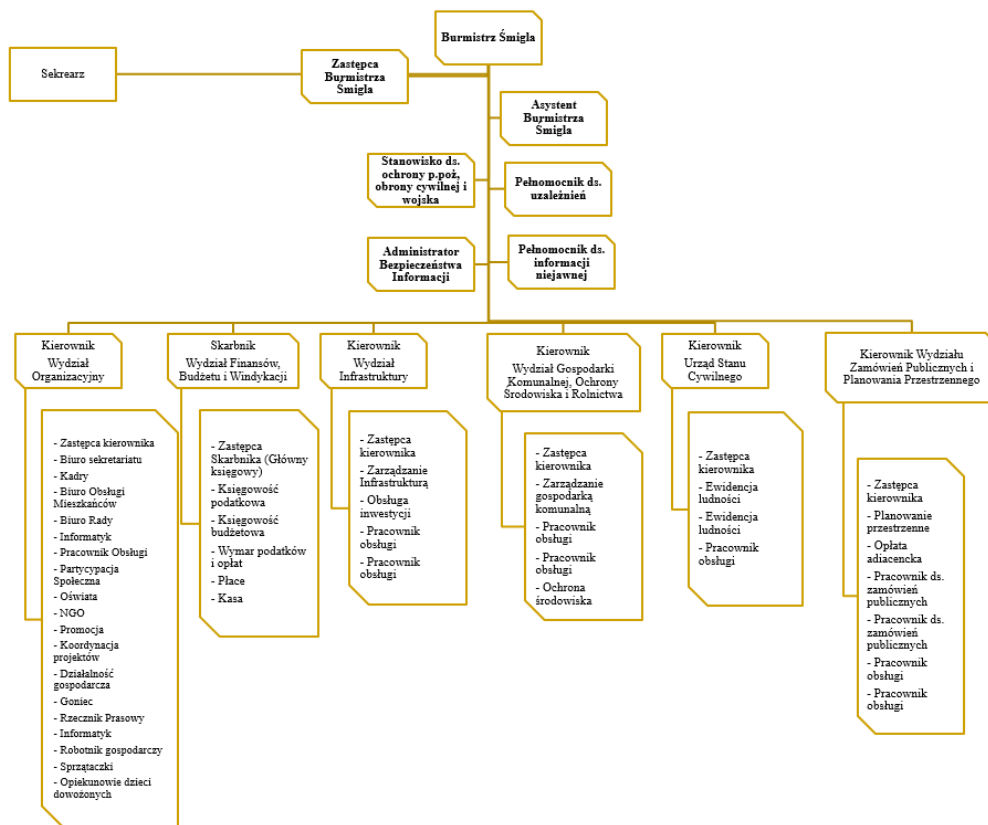 Burmistrz Śmigla
Sekrearz
Zastępca
Burmistrza
Śmigla
Asystent
Burmistrza
Śmigla
Stanowisko ds.
ochrony p.poż,
obrony cywilnej i
wojska
Pełnomocnik ds.
uzależnień
Administrator
Bezpieczeństwa
Informacji
Pełnomocnik ds.
informacji
niejawnej
Kierownik
Wydział
Organizacyjny
- Zastępca kierownika
- Biuro sekretariatu
- Kadry
- Biuro Obsługi
Mieszkańców
- Biuro Rady
- Informatyk
- Pracownik Obsługi
- Partycypacja
Społeczna
- Oświata
- NGO
- Promocja
- Koordynacja
projektów
- Działalność
gospodarcza
- Goniec
- Rzecznik Prasowy
- Informatyk
- Robotnik gospodarczy
- Sprzątaczki
- Opiekunowie dzieci
dowożonych
Skarbnik
Wydział Finansów,
Budżetu i Windykacji
- Zastępca
Skarbnika (Główny
księgowy)
- Księgowość
podatkowa
- Księgowość
budżetowa
- Wymar podatków
i opłat
- Płace
- Kasa
Kierownik
Wydział
Infrastruktury
- Zastępca
kierownika
- Zarządzanie
Infrastrukturą
- Obsługa
inwestycji
- Pracownik
obsługi
- Pracownik
obsługi
Kierownik
Wydział Gospodarki
Komunalnej, Ochrony
Środowiska i Rolnictwa
- Zastępca
kierownika
- Zarządzanie
gospodarką
komunalną
- Pracownik
obsługi
- Pracownik
obsługi
- Ochrona
środowiska
Kierownik
Urząd Stanu
Cywilnego
- Zastępca
kierownika
- Ewidencja
ludności
- Ewidencja
ludności
- Pracownik
obsługi
Kierownik Wydziału
Zamówień Publicznych i
Planowania Przestrzennego
- Zastępca
kierownika
- Planowanie
przestrzenne
- Opłata
adiacencka
- Pracownik ds.
zamówień
publicznych
- Pracownik ds.
zamówień
publicznych
- Pracownik
obsługi
- Pracownik
obsługi